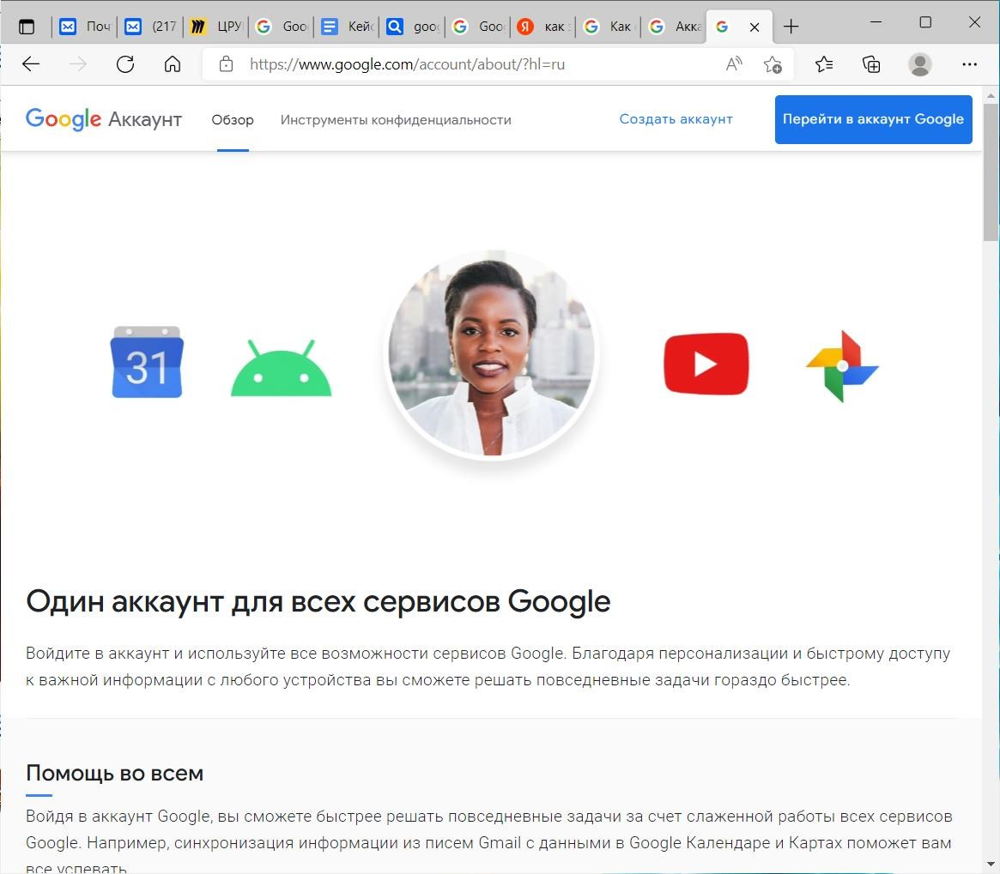 Поч
(217
ЦРУ
Goo
Кей
goo
Goo
как
Как
Акка
https://www.google.com/account/about/?hl=ru
Google Аккаунт
Обзор
Инструменты конфиденциальности
Создать аккаунт
Перейти в аккаунт Google
31
Один аккаунт для всех сервисов Google
Войдите в аккаунт и используйте все возможности сервисов Google. Благодаря персонализации и быстрому доступу
к важной информации с любого устройства вы сможете решать повседневные задачи гораздо быстрее.
Помощь во всем
Войдя в аккаунт Google, вы сможете быстрее решать повседневные задачи за счет слаженной работы всех сервисов
Google. Например, синхронизация информации из писем Gmail с данными в Google Календаре и Картах поможет вам
все успевать.